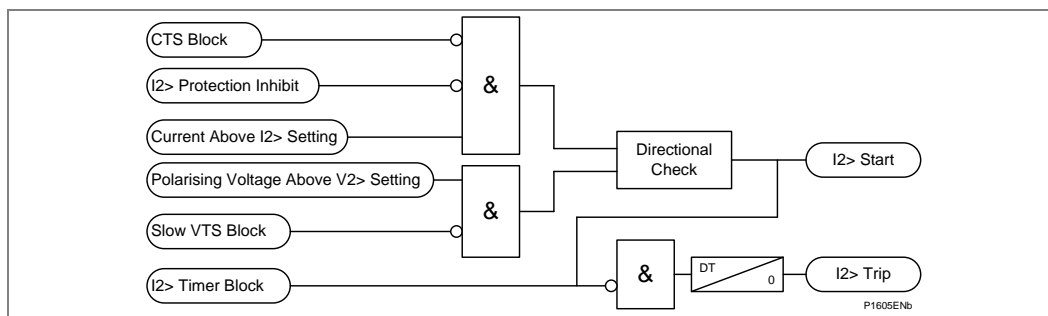 CTS Block
I2> Protection Inhibit
&
Current Above I2> Setting
Directional
Check
I2> Start
Polarising Voltage Above V2> Setting
&
Slow VTS Block
I2> Timer Block
&
DT
0
I2> Trip
P1605ENb